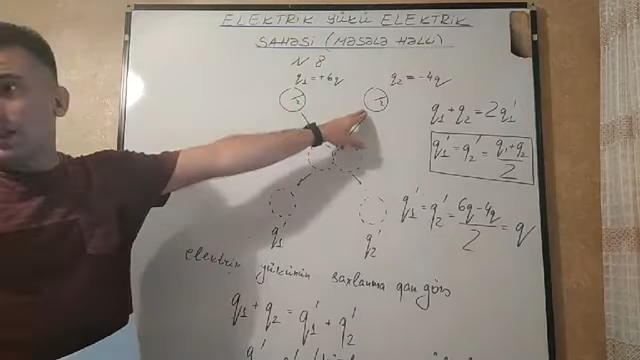 ELEKTRİK YÜKÜ ELEKTRİK
SAHƏSİ (MƏSƏLƏ HƏLLİ)
N 8
q₁=+6q q₂=-4q
q₁+q₂=2q₁'
q₁'=q₂'=(q₁+q₂)/2
q₁'=q₂'=(6q-4q)/2=q
q₁' q₂'
elektrik yükünün saxlanma qanunu
q₁+q₂=q₁'+q₂'